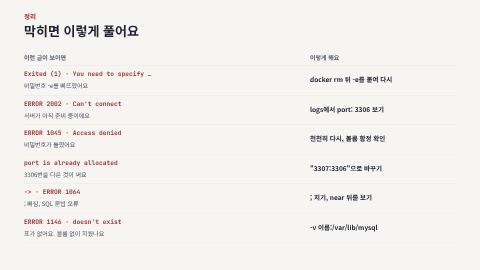 정리
막히면 이렇게 풀어요
이런 글이 보이면 이렇게 해요
Exited (1) · You need to specify …
비밀번호 -e를 빠뜨렸어요
docker rm 뒤 -e를 붙여 다시
ERROR 2002 · Can't connect
서버가 아직 준비 중이에요
logs에서 port: 3306 보기
ERROR 1045 · Access denied
비밀번호가 틀렸어요
천천히 다시, 볼륨 함정 확인
port is already allocated
3306번을 다른 것이 써요
"3307:3306"으로 바꾸기
-> · ERROR 1064
; 빠짐, SQL 문법 오류
; 치기, near 뒤를 보기
ERROR 1146 · doesn't exist
표가 없어요. 볼륨 없이 지웠나요
-v 이름:/var/lib/mysql